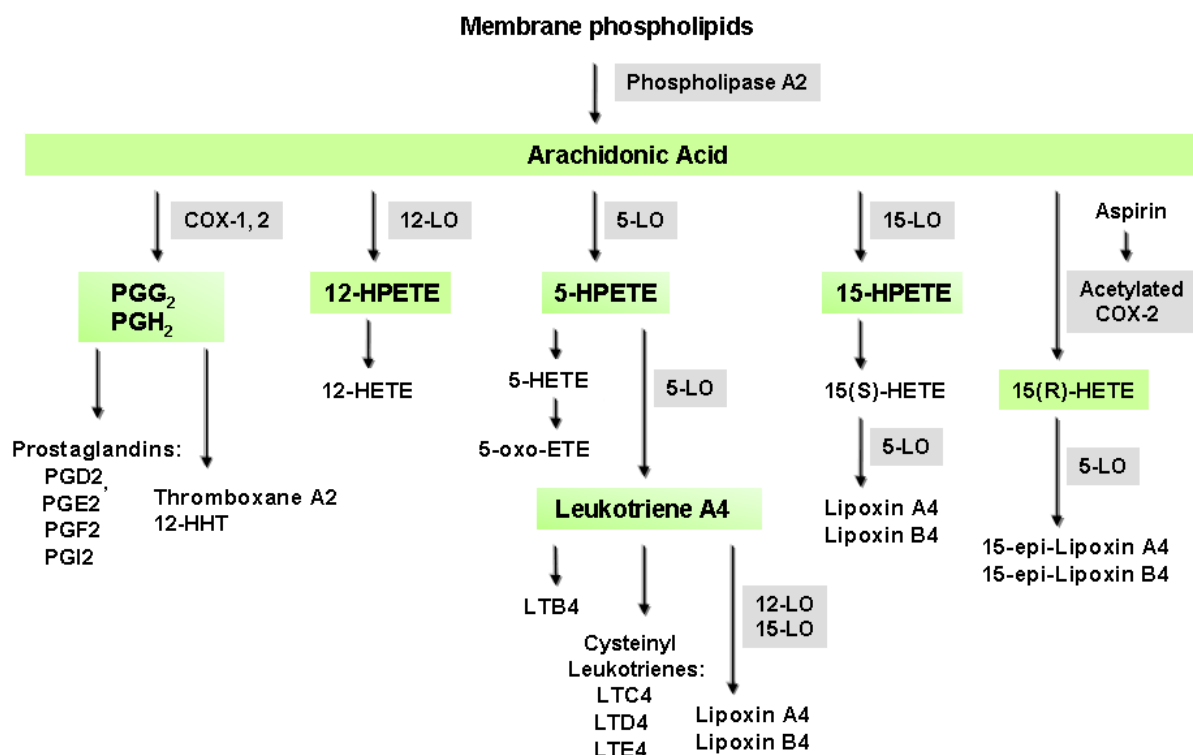 Membrane phospholipids
Phospholipase A2
Arachidonic Acid
COX-1, 2
12-LO
5-LO
15-LO
Aspirin
PGG₂
PGH₂
12-HPETE
5-HPETE
15-HPETE
Acetylated
COX-2
12-HETE
5-HETE
5-LO
15(S)-HETE
15(R)-HETE
5-oxo-ETE
5-LO
5-LO
Prostaglandins:
PGD2,
PGE2
PGF2
PGI2
Thromboxane A2
12-HHT
Leukotriene A4
Lipoxin A4
Lipoxin B4
15-epi-Lipoxin A4
15-epi-Lipoxin B4
LTB4
12-LO
15-LO
Cysteinyl
Leukotrienes:
LTC4
LTD4
LTE4
Lipoxin A4
Lipoxin B4